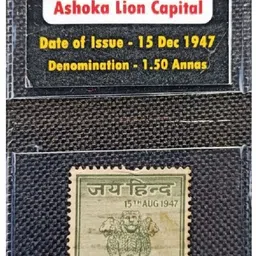 Ashoka Lion Capital
Date of Issue - 15 Dec 1947
Denomination - 1.50 Annas
जय हिन्द
15TH AUG 1947